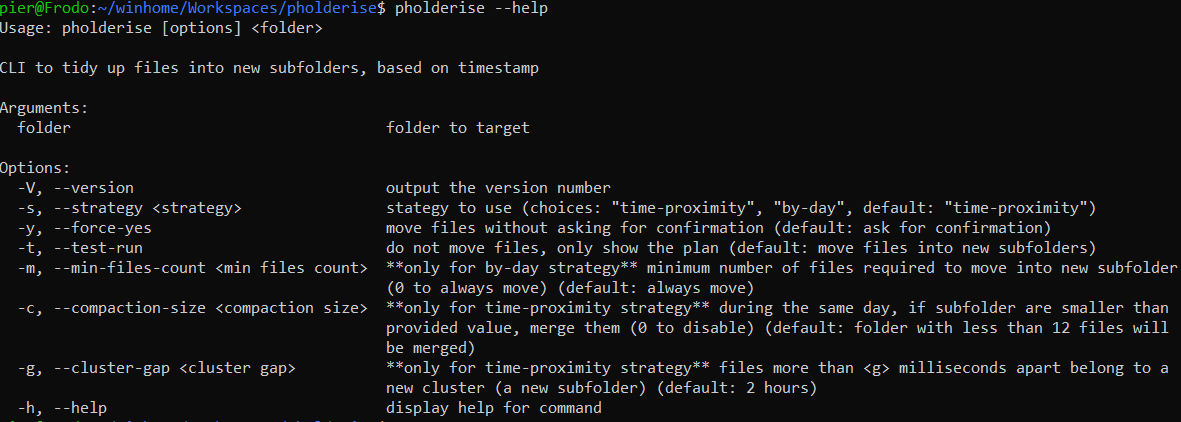 pier@Frodo:~/winhome/Workspaces/pholderise$ pholderise --help
Usage: pholderise [options] <folder>
CLI to tidy up files into new subfolders, based on timestamp
Arguments:
folder folder to target
Options:
-V, --version output the version number
-s, --strategy <strategy> stategy to use (choices: "time-proximity", "by-day", default: "time-proximity")
-y, --force-yes move files without asking for confirmation (default: ask for confirmation)
-t, --test-run do not move files, only show the plan (default: move files into new subfolders)
-m, --min-files-count <min files count> **only for by-day strategy** minimum number of files required to move into new subfolder
(0 to always move) (default: always move)
-c, --compaction-size <compaction size> **only for time-proximity strategy** during the same day, if subfolder are smaller than
provided value, merge them (0 to disable) (default: folder with less than 12 files will
be merged)
-g, --cluster-gap <cluster gap> **only for time-proximity strategy** files more than <g> milliseconds apart belong to a
new cluster (a new subfolder) (default: 2 hours)
-h, --help display help for command